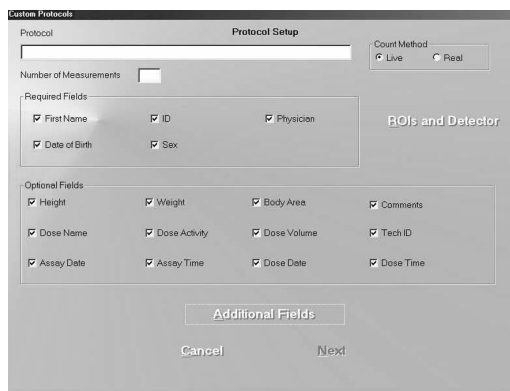 Custom Protocols
Protocol
Protocol Setup
Count Method
Live Real
Number of Measurements
Required Fields
First Name ID Physician
Date of Birth Sex
ROIs and Detector
Optional Fields
Height Weight Body Area Comments
Dose Name Dose Activity Dose Volume Tech ID
Assay Date Assay Time Dose Date Dose Time
Additional Fields
Cancel Next